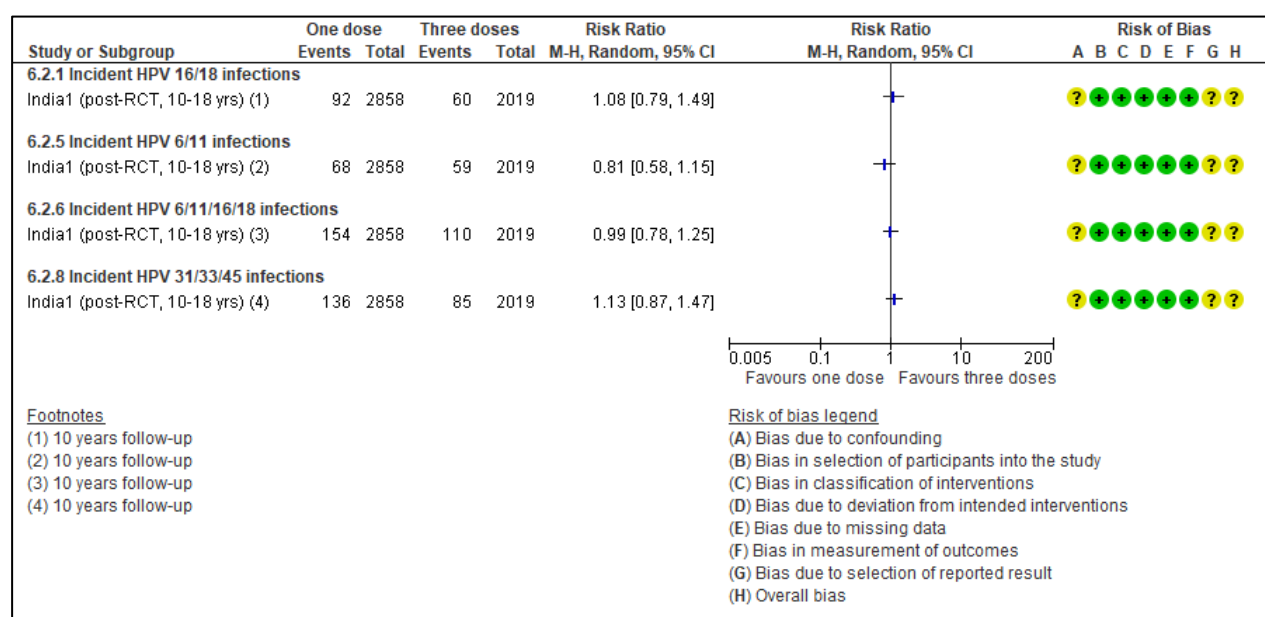 One dose Three doses Risk Ratio Risk Ratio Risk of Bias
Study or Subgroup Events Total Events Total M-H, Random, 95% CI M-H, Random, 95% CI A B C D E F G H
6.2.1 Incident HPV 16/18 infections
India1 (post-RCT, 10-18 yrs) (1) 92 2858 60 2019 1.08 [0.79, 1.49] ? + + + + + ? ?
6.2.5 Incident HPV 6/11 infections
India1 (post-RCT, 10-18 yrs) (2) 68 2858 59 2019 0.81 [0.58, 1.15] ? + + + + + ? ?
6.2.6 Incident HPV 6/11/16/18 infections
India1 (post-RCT, 10-18 yrs) (3) 154 2858 110 2019 0.99 [0.78, 1.25] ? + + + + + ? ?
6.2.8 Incident HPV 31/33/45 infections
India1 (post-RCT, 10-18 yrs) (4) 136 2858 85 2019 1.13 [0.87, 1.47] ? + + + + + ? ?
0.005 0.1 1 10 200
Favours one dose Favours three doses
Footnotes
(1) 10 years follow-up
(2) 10 years follow-up
(3) 10 years follow-up
(4) 10 years follow-up
Risk of bias legend
(A) Bias due to confounding
(B) Bias in selection of participants into the study
(C) Bias in classification of interventions
(D) Bias due to deviation from intended interventions
(E) Bias due to missing data
(F) Bias in measurement of outcomes
(G) Bias due to selection of reported result
(H) Overall bias